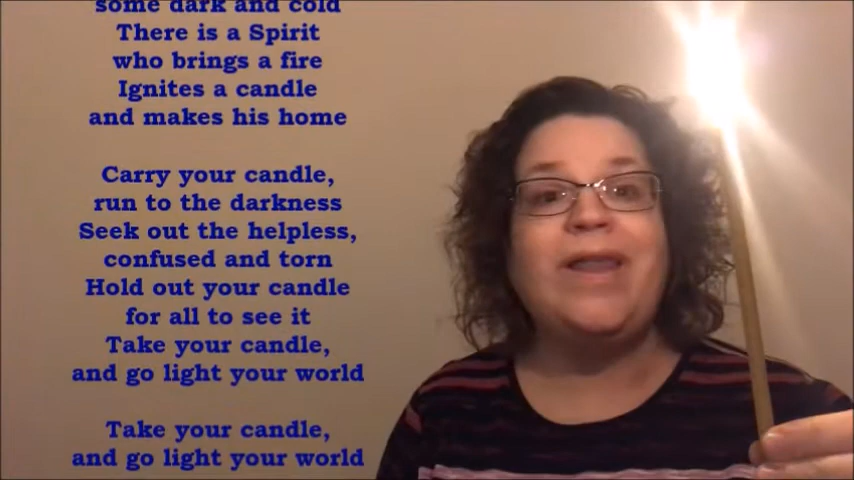 some dark and cold
There is a Spirit
who brings a fire
Ignites a candle
and makes his home
Carry your candle,
run to the darkness
Seek out the helpless,
confused and torn
Hold out your candle
for all to see it
Take your candle,
and go light your world
Take your candle,
and go light your world